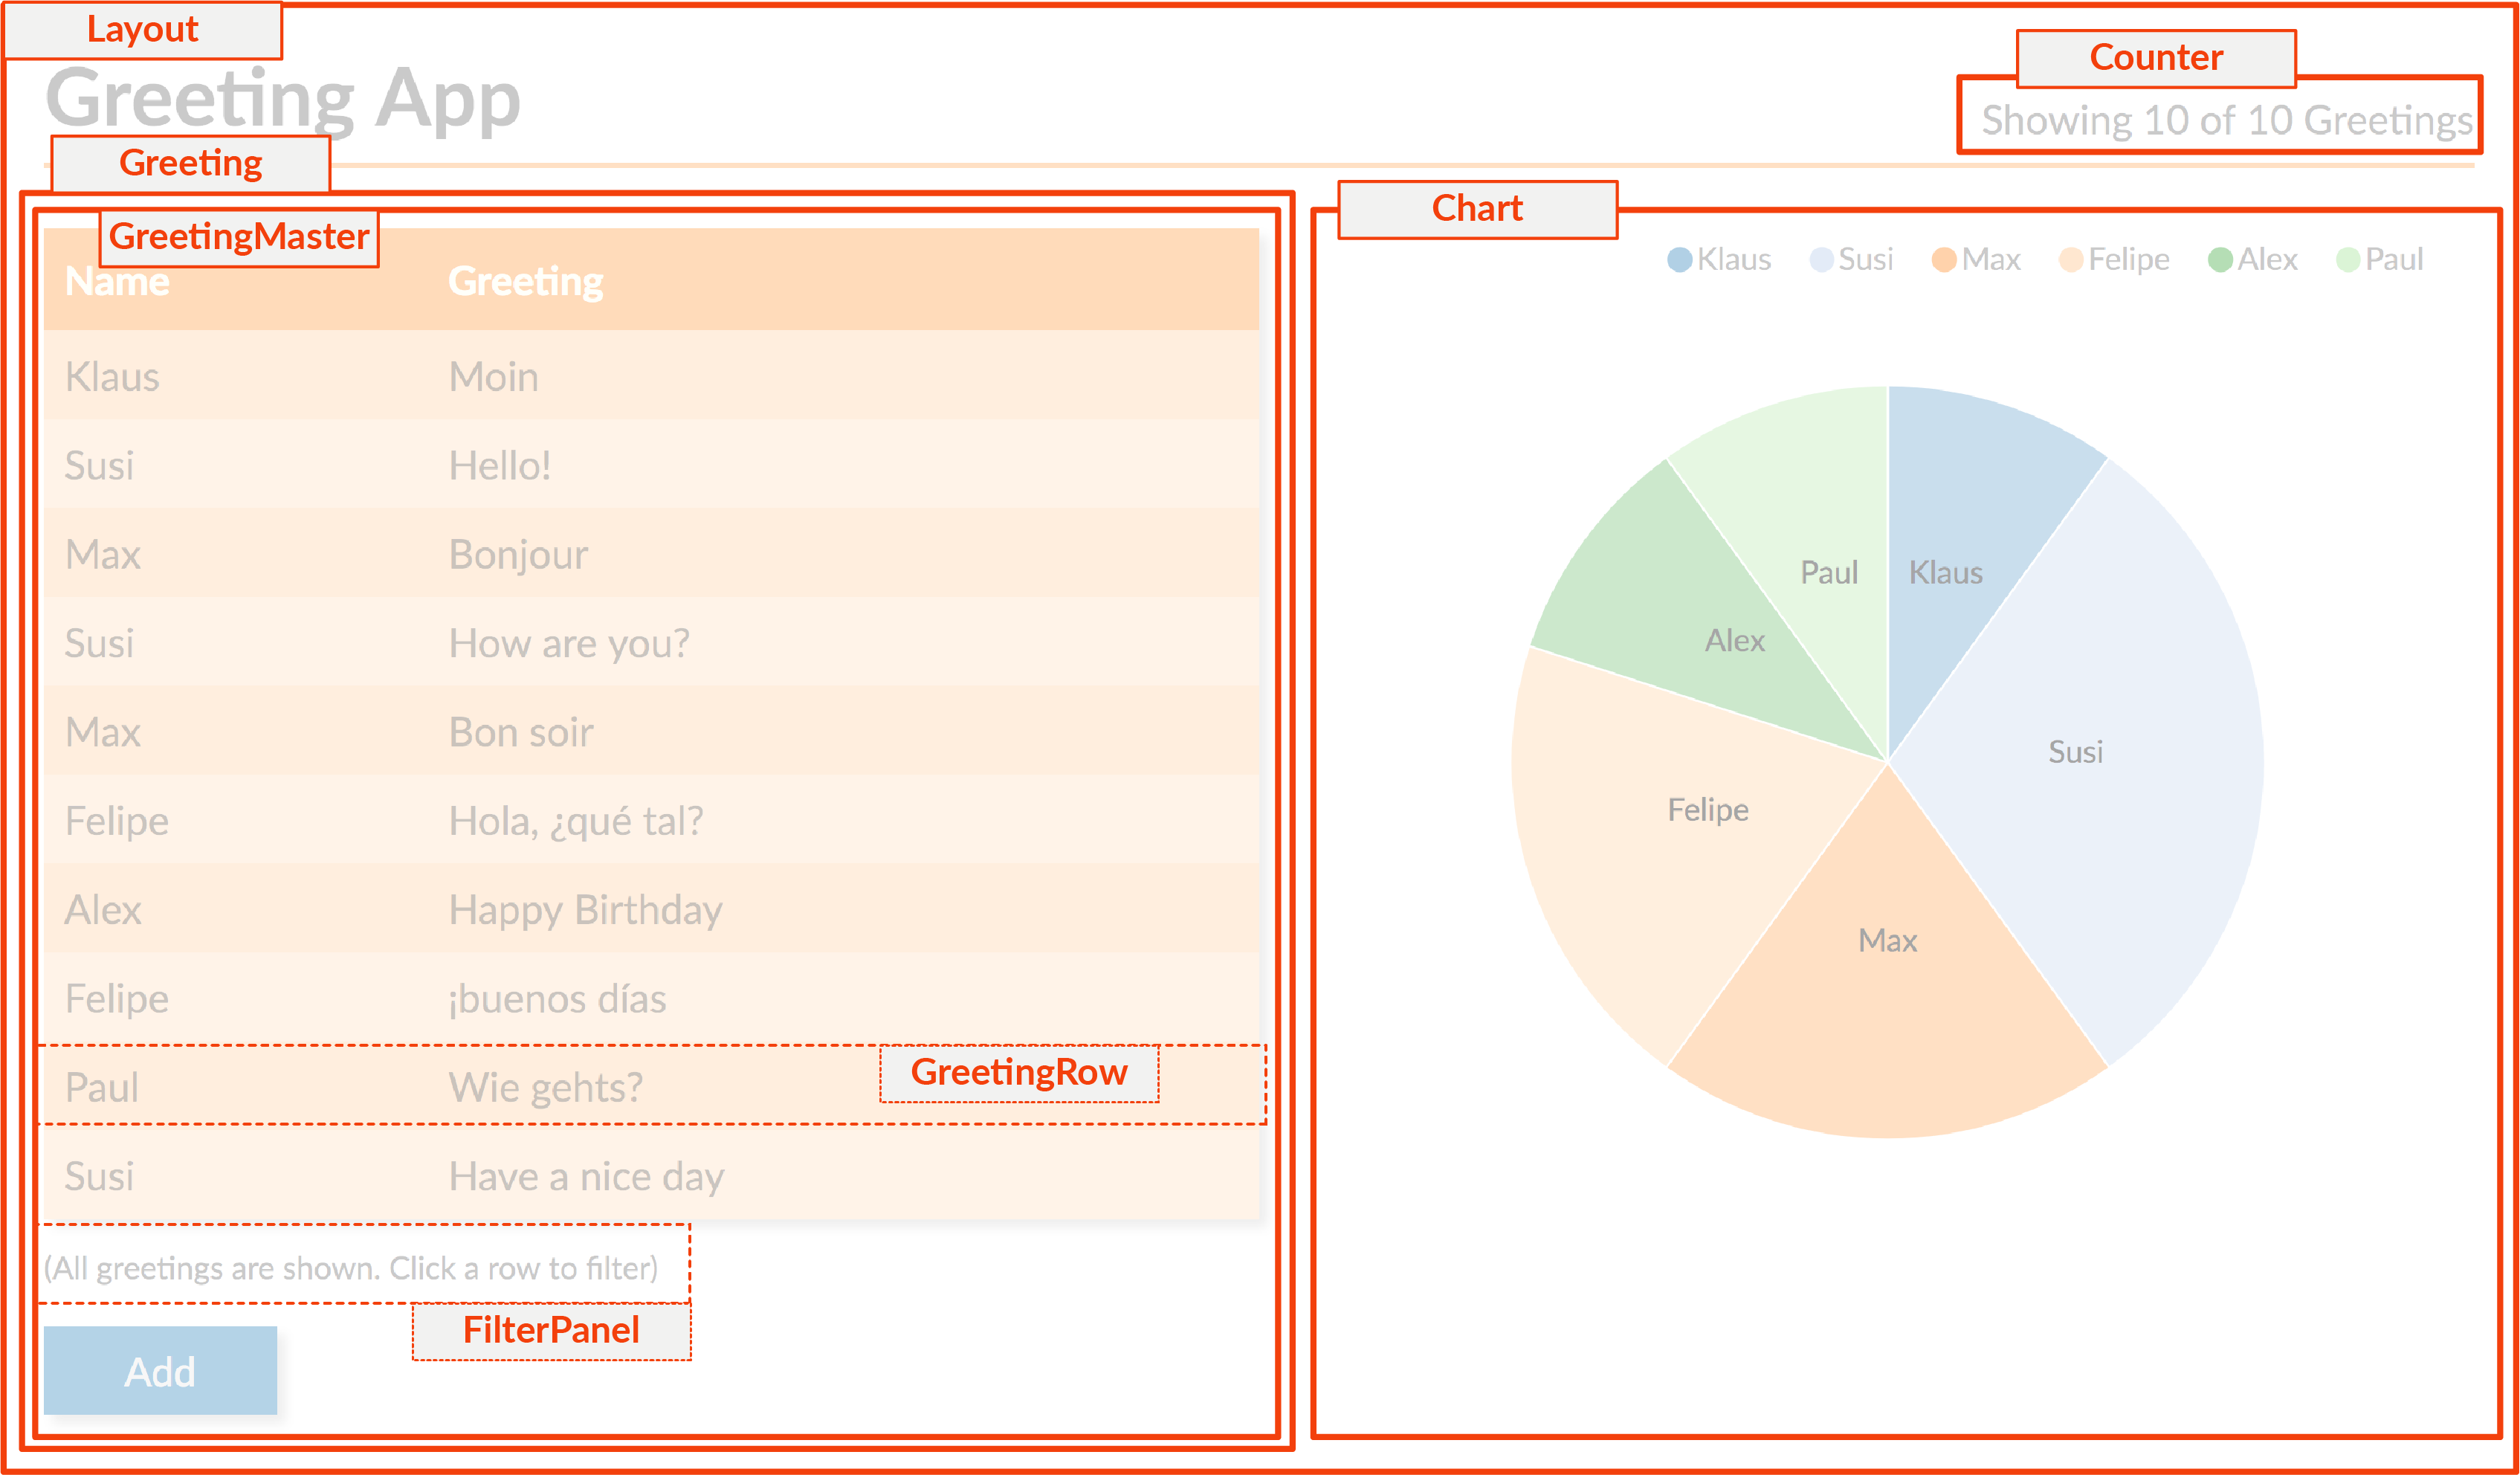 Layout
Counter
Greeting App
Showing 10 of 10 Greetings
Greeting
GreetingMaster
Name Greeting
Klaus Moin
Susi Hello!
Max Bonjour
Susi How are you?
Max Bon soir
Felipe Hola, ¿qué tal?
Alex Happy Birthday
Felipe ¡buenos días
Paul Wie gehts?
GreetingRow
Susi Have a nice day
(All greetings are shown. Click a row to filter)
FilterPanel
Add
Chart
Klaus Susi Max Felipe Alex Paul
Paul
Klaus
Alex
Susi
Felipe
Max